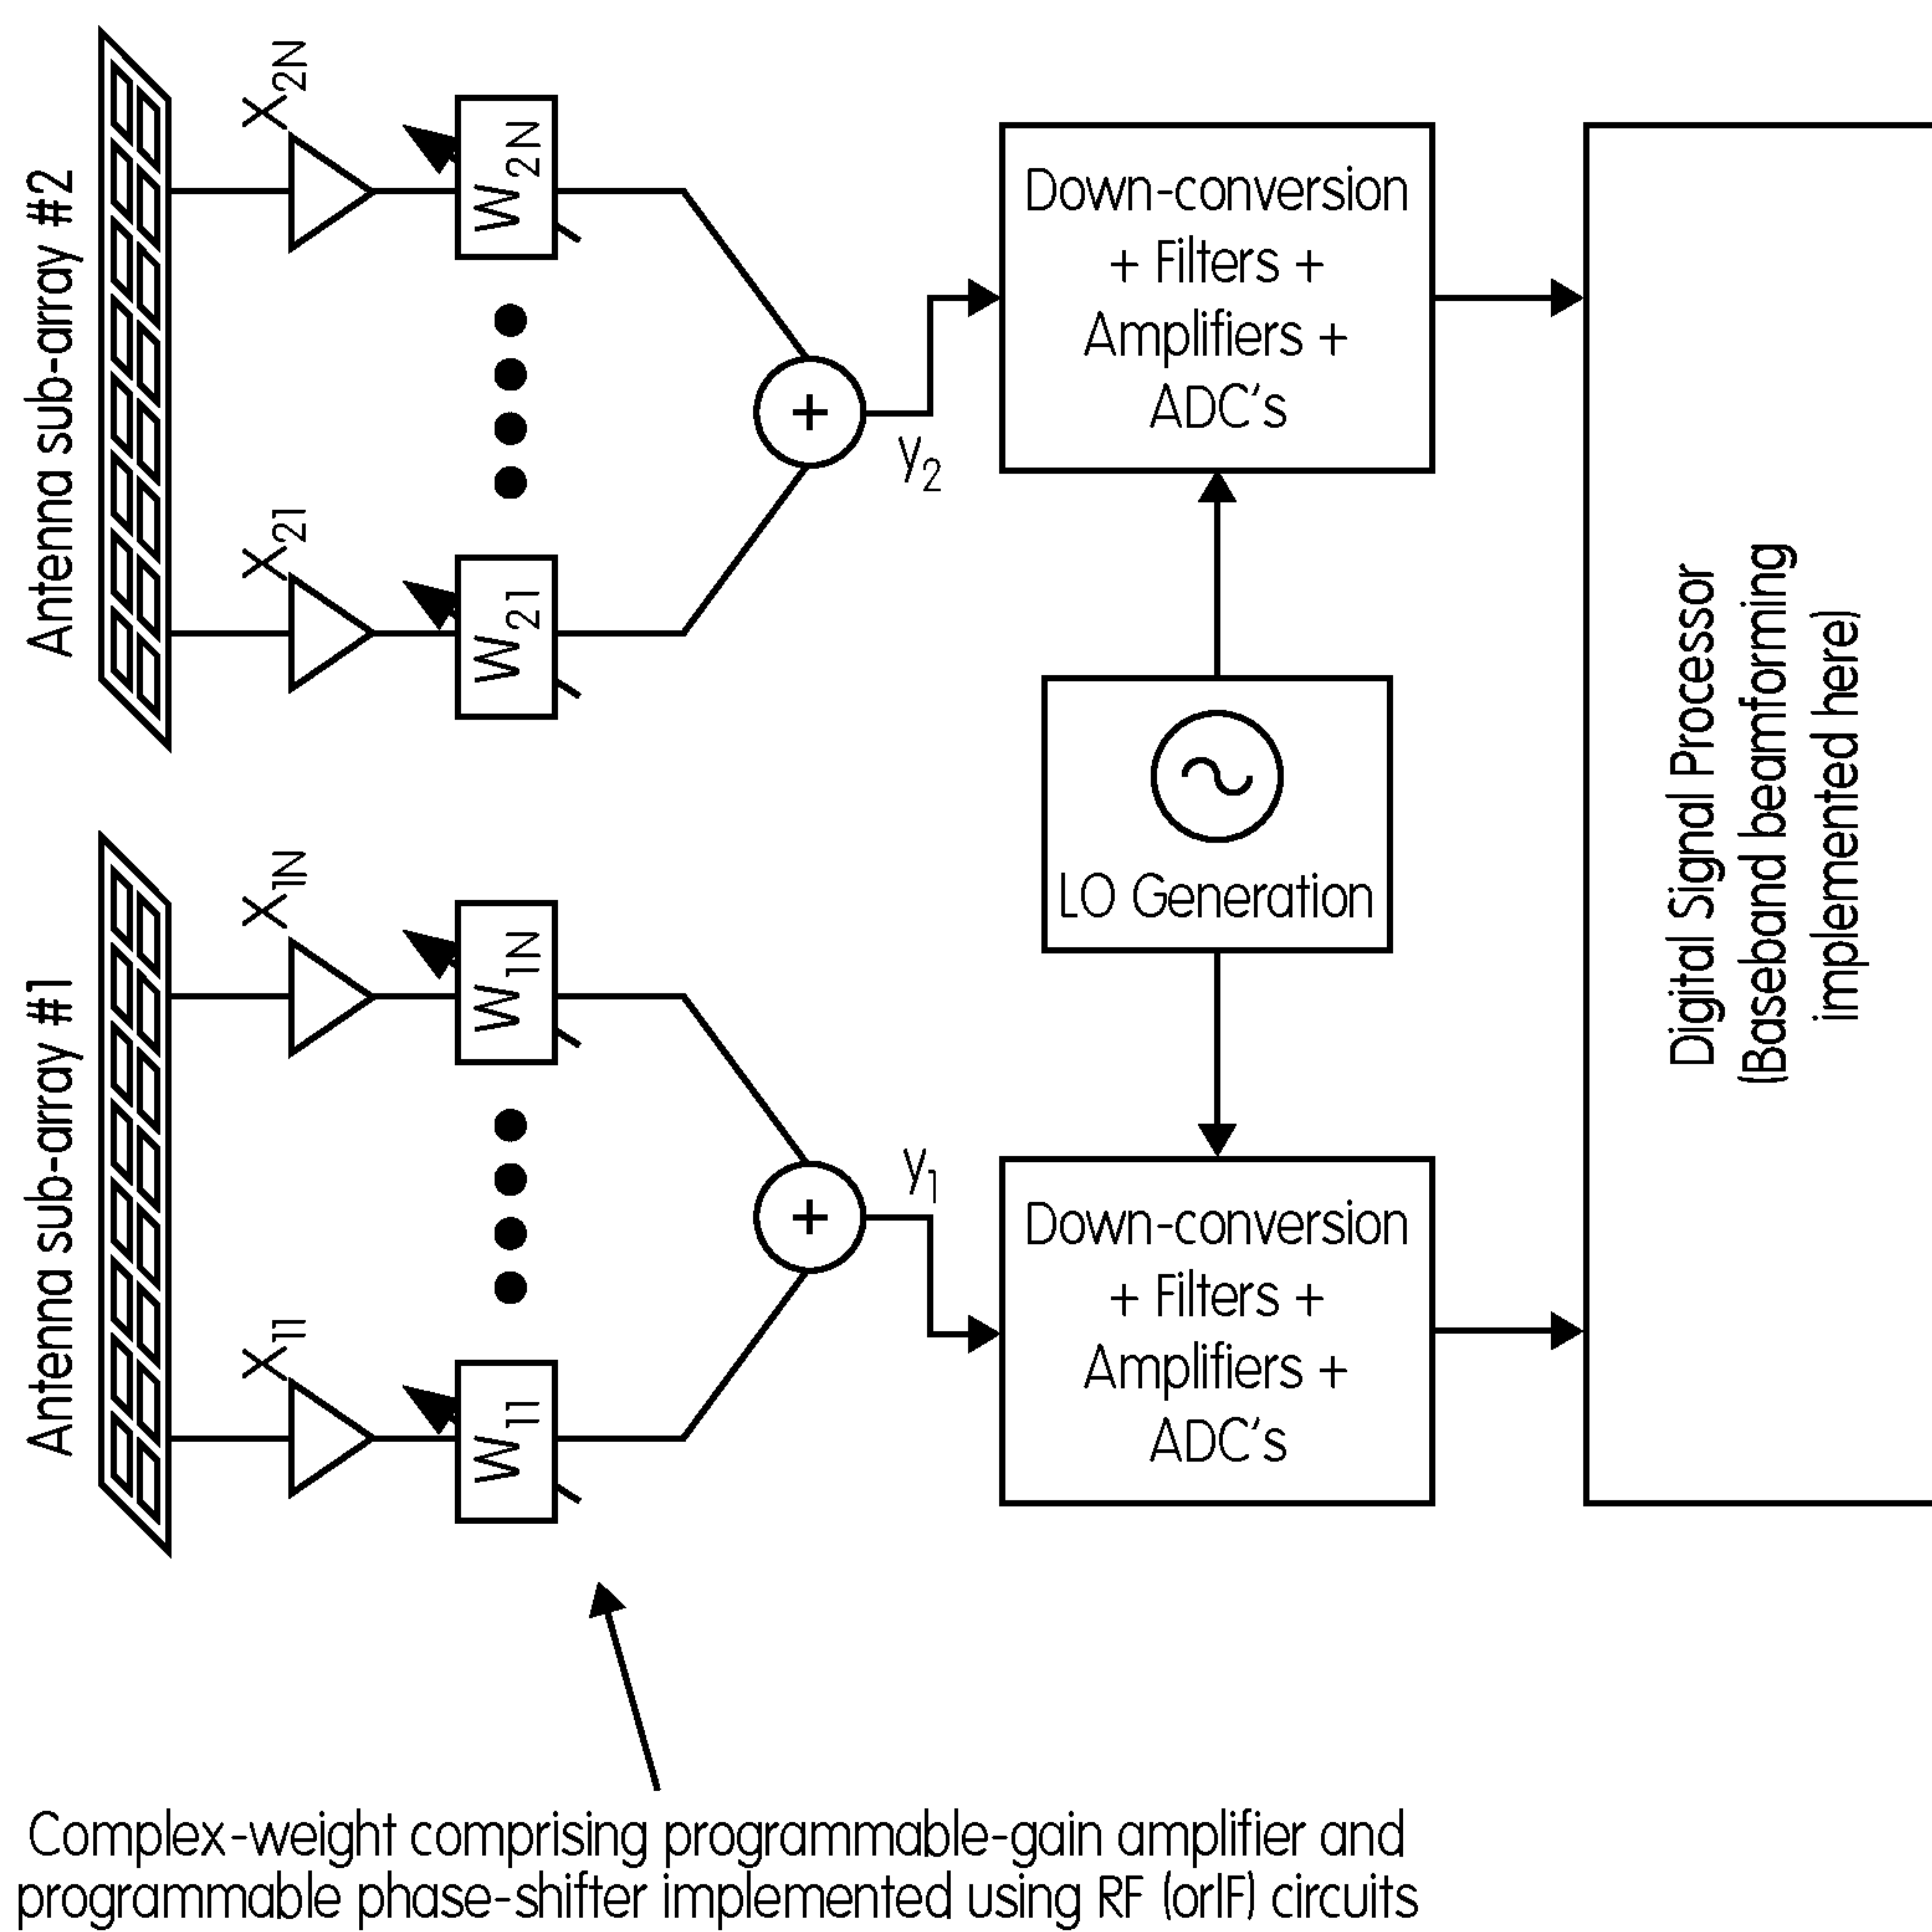 Antenna sub-array #2
X2N
X21
W2N
W21
+
y2
Down-conversion
+ Filters +
Amplifiers +
ADC's
LO Generation
Antenna sub-array #1
X1N
X11
W1N
W11
+
y1
Down-conversion
+ Filters +
Amplifiers +
ADC's
Digital Signal Processor
(Baseband beamforming
implemented here)
Complex-weight comprising programmable-gain amplifier and
programmable phase-shifter implemented using RF (orIF) circuits